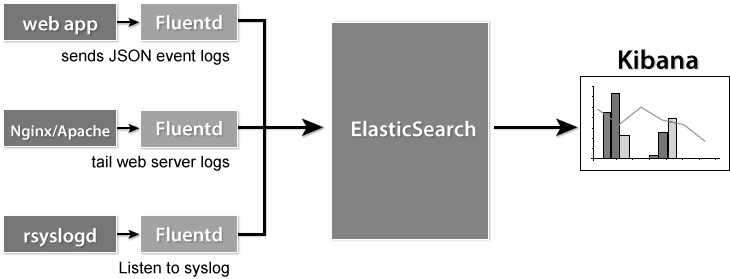 web app
Fluentd
sends JSON event logs
Nginx/Apache
Fluentd
tail web server logs
rsyslogd
Fluentd
Listen to syslog
ElasticSearch
Kibana